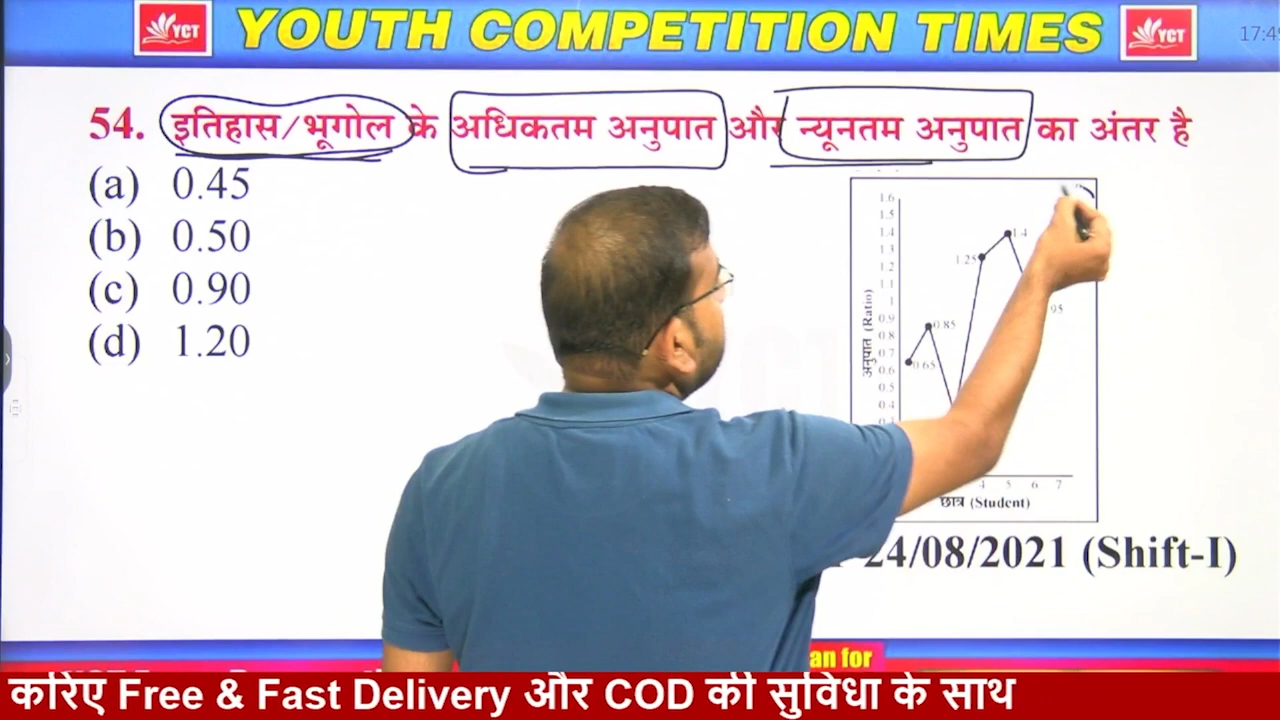 YCT YOUTH COMPETITION TIMES YCT
54. इतिहास/भूगोल के अधिकतम अनुपात और न्यूनतम अनुपात का अंतर है
(a) 0.45
(b) 0.50
(c) 0.90
(d) 1.20
1.6
1.5
1.4
1.3
1.2
1.1
1
0.9
0.8
0.7
0.6
0.5
0.4
अनुपात (Ratio)
0.65
0.85
1.25
1.4
95
4 5 6 7
छात्र (Student)
24/08/2021 (Shift-I)
an for
करिए Free & Fast Delivery और COD की सुविधा के साथ